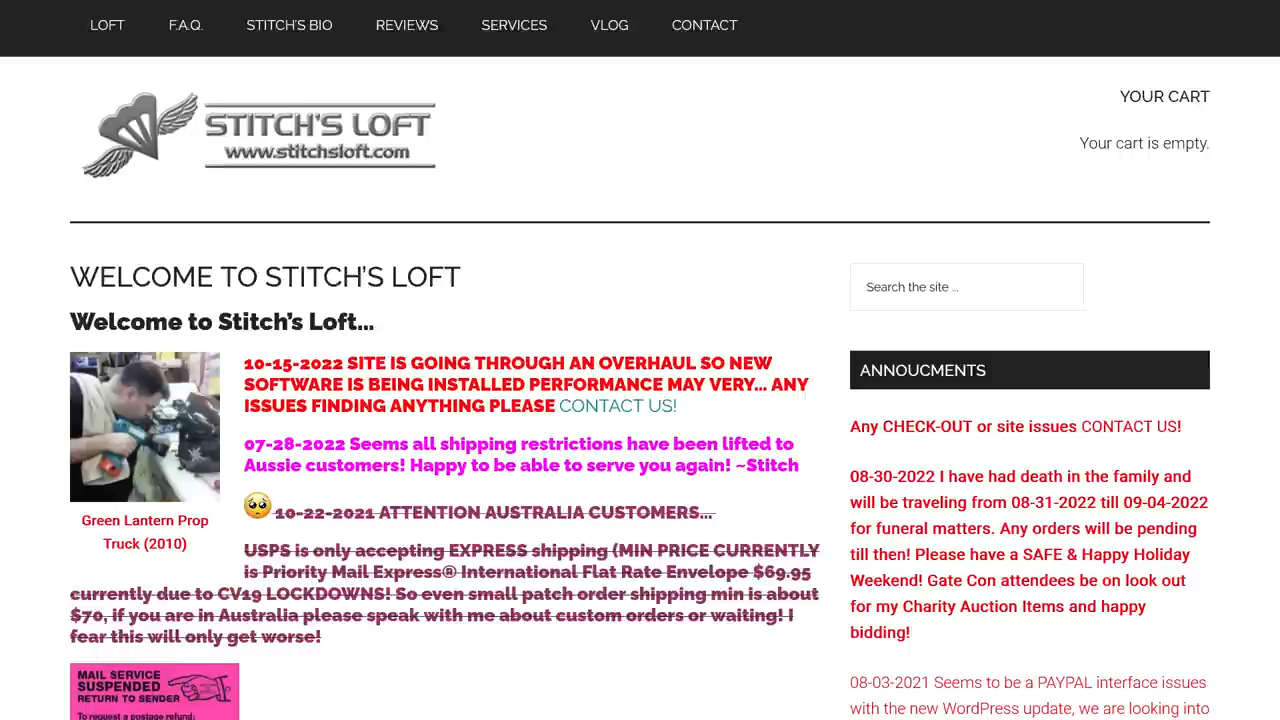 LOFT F.A.Q. STITCH'S BIO REVIEWS SERVICES VLOG CONTACT
STITCH'S LOFT
www.stitchsloft.com
YOUR CART
Your cart is empty.
WELCOME TO STITCH'S LOFT
Welcome to Stitch's Loft...
Green Lantern Prop
Truck (2010)
10-15-2022 SITE IS GOING THROUGH AN OVERHAUL SO NEW
SOFTWARE IS BEING INSTALLED PERFORMANCE MAY VERY... ANY
ISSUES FINDING ANYTHING PLEASE CONTACT US!
07-28-2022 Seems all shipping restrictions have been lifted to
Aussie customers! Happy to be able to serve you again! ~Stitch
🥺 10-22-2021 ATTENTION AUSTRALIA CUSTOMERS...
USPS is only accepting EXPRESS shipping (MIN PRICE CURRENTLY
is Priority Mail Express® International Flat Rate Envelope $69.95
currently due to CV19 LOCKDOWNS! So even small patch order shipping min is about
$70, if you are in Australia please speak with me about custom orders or waiting! I
fear this will only get worse!
MAIL SERVICE
SUSPENDED
RETURN TO SENDER
To request a postage refund:
Search the site ...
ANNOUCMENTS
Any CHECK-OUT or site issues CONTACT US!
08-30-2022 I have had death in the family and
will be traveling from 08-31-2022 till 09-04-2022
for funeral matters. Any orders will be pending
till then! Please have a SAFE & Happy Holiday
Weekend! Gate Con attendees be on look out
for my Charity Auction Items and happy
bidding!
08-03-2021 Seems to be a PAYPAL interface issues
with the new WordPress update, we are looking into